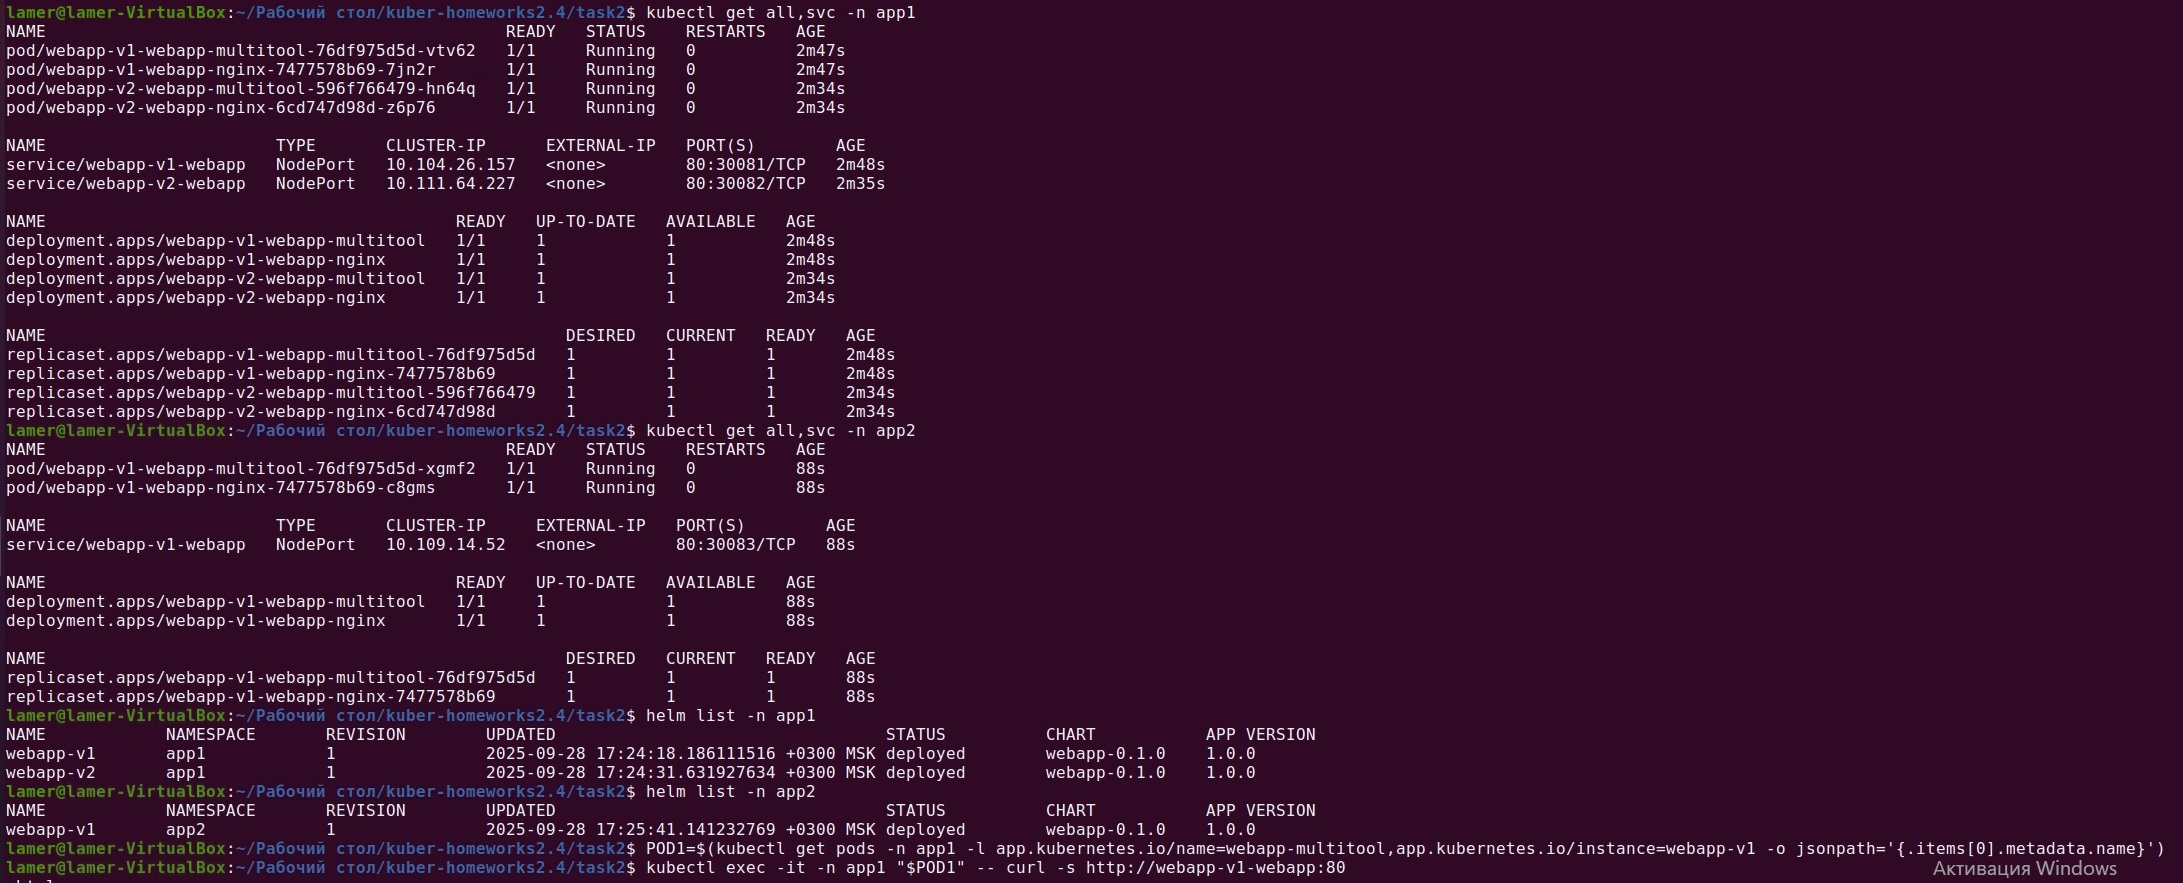 lamer@lamer-VirtualBox:~/Рабочий стол/kuber-homeworks2.4/task2$ kubectl get all,svc -n app1
NAME READY STATUS RESTARTS AGE
pod/webapp-v1-webapp-multitool-76df975d5d-vtv62 1/1 Running 0 2m47s
pod/webapp-v1-webapp-nginx-7477578b69-7jn2r 1/1 Running 0 2m47s
pod/webapp-v2-webapp-multitool-596f766479-hn64q 1/1 Running 0 2m34s
pod/webapp-v2-webapp-nginx-6cd747d98d-z6p76 1/1 Running 0 2m34s
NAME TYPE CLUSTER-IP EXTERNAL-IP PORT(S) AGE
service/webapp-v1-webapp NodePort 10.104.26.157 <none> 80:30081/TCP 2m48s
service/webapp-v2-webapp NodePort 10.111.64.227 <none> 80:30082/TCP 2m35s
NAME READY UP-TO-DATE AVAILABLE AGE
deployment.apps/webapp-v1-webapp-multitool 1/1 1 1 2m48s
deployment.apps/webapp-v1-webapp-nginx 1/1 1 1 2m48s
deployment.apps/webapp-v2-webapp-multitool 1/1 1 1 2m34s
deployment.apps/webapp-v2-webapp-nginx 1/1 1 1 2m34s
NAME DESIRED CURRENT READY AGE
replicaset.apps/webapp-v1-webapp-multitool-76df975d5d 1 1 1 2m48s
replicaset.apps/webapp-v1-webapp-nginx-7477578b69 1 1 1 2m48s
replicaset.apps/webapp-v2-webapp-multitool-596f766479 1 1 1 2m34s
replicaset.apps/webapp-v2-webapp-nginx-6cd747d98d 1 1 1 2m34s
lamer@lamer-VirtualBox:~/Рабочий стол/kuber-homeworks2.4/task2$ kubectl get all,svc -n app2
NAME READY STATUS RESTARTS AGE
pod/webapp-v1-webapp-multitool-76df975d5d-xgmf2 1/1 Running 0 88s
pod/webapp-v1-webapp-nginx-7477578b69-c8gms 1/1 Running 0 88s
NAME TYPE CLUSTER-IP EXTERNAL-IP PORT(S) AGE
service/webapp-v1-webapp NodePort 10.109.14.52 <none> 80:30083/TCP 88s
NAME READY UP-TO-DATE AVAILABLE AGE
deployment.apps/webapp-v1-webapp-multitool 1/1 1 1 88s
deployment.apps/webapp-v1-webapp-nginx 1/1 1 1 88s
NAME DESIRED CURRENT READY AGE
replicaset.apps/webapp-v1-webapp-multitool-76df975d5d 1 1 1 88s
replicaset.apps/webapp-v1-webapp-nginx-7477578b69 1 1 1 88s
lamer@lamer-VirtualBox:~/Рабочий стол/kuber-homeworks2.4/task2$ helm list -n app1
NAME NAMESPACE REVISION UPDATED STATUS CHART APP VERSION
webapp-v1 app1 1 2025-09-28 17:24:18.186111516 +0300 MSK deployed webapp-0.1.0 1.0.0
webapp-v2 app1 1 2025-09-28 17:24:31.631927634 +0300 MSK deployed webapp-0.1.0 1.0.0
lamer@lamer-VirtualBox:~/Рабочий стол/kuber-homeworks2.4/task2$ helm list -n app2
NAME NAMESPACE REVISION UPDATED STATUS CHART APP VERSION
webapp-v1 app2 1 2025-09-28 17:25:41.141232769 +0300 MSK deployed webapp-0.1.0 1.0.0
lamer@lamer-VirtualBox:~/Рабочий стол/kuber-homeworks2.4/task2$ POD1=$(kubectl get pods -n app1 -l app.kubernetes.io/name=webapp-multitool,app.kubernetes.io/instance=webapp-v1 -o jsonpath='{.items[0].metadata.name}')
lamer@lamer-VirtualBox:~/Рабочий стол/kuber-homeworks2.4/task2$ kubectl exec -it -n app1 "$POD1" -- curl -s http://webapp-v1-webapp:80
Активация Windows